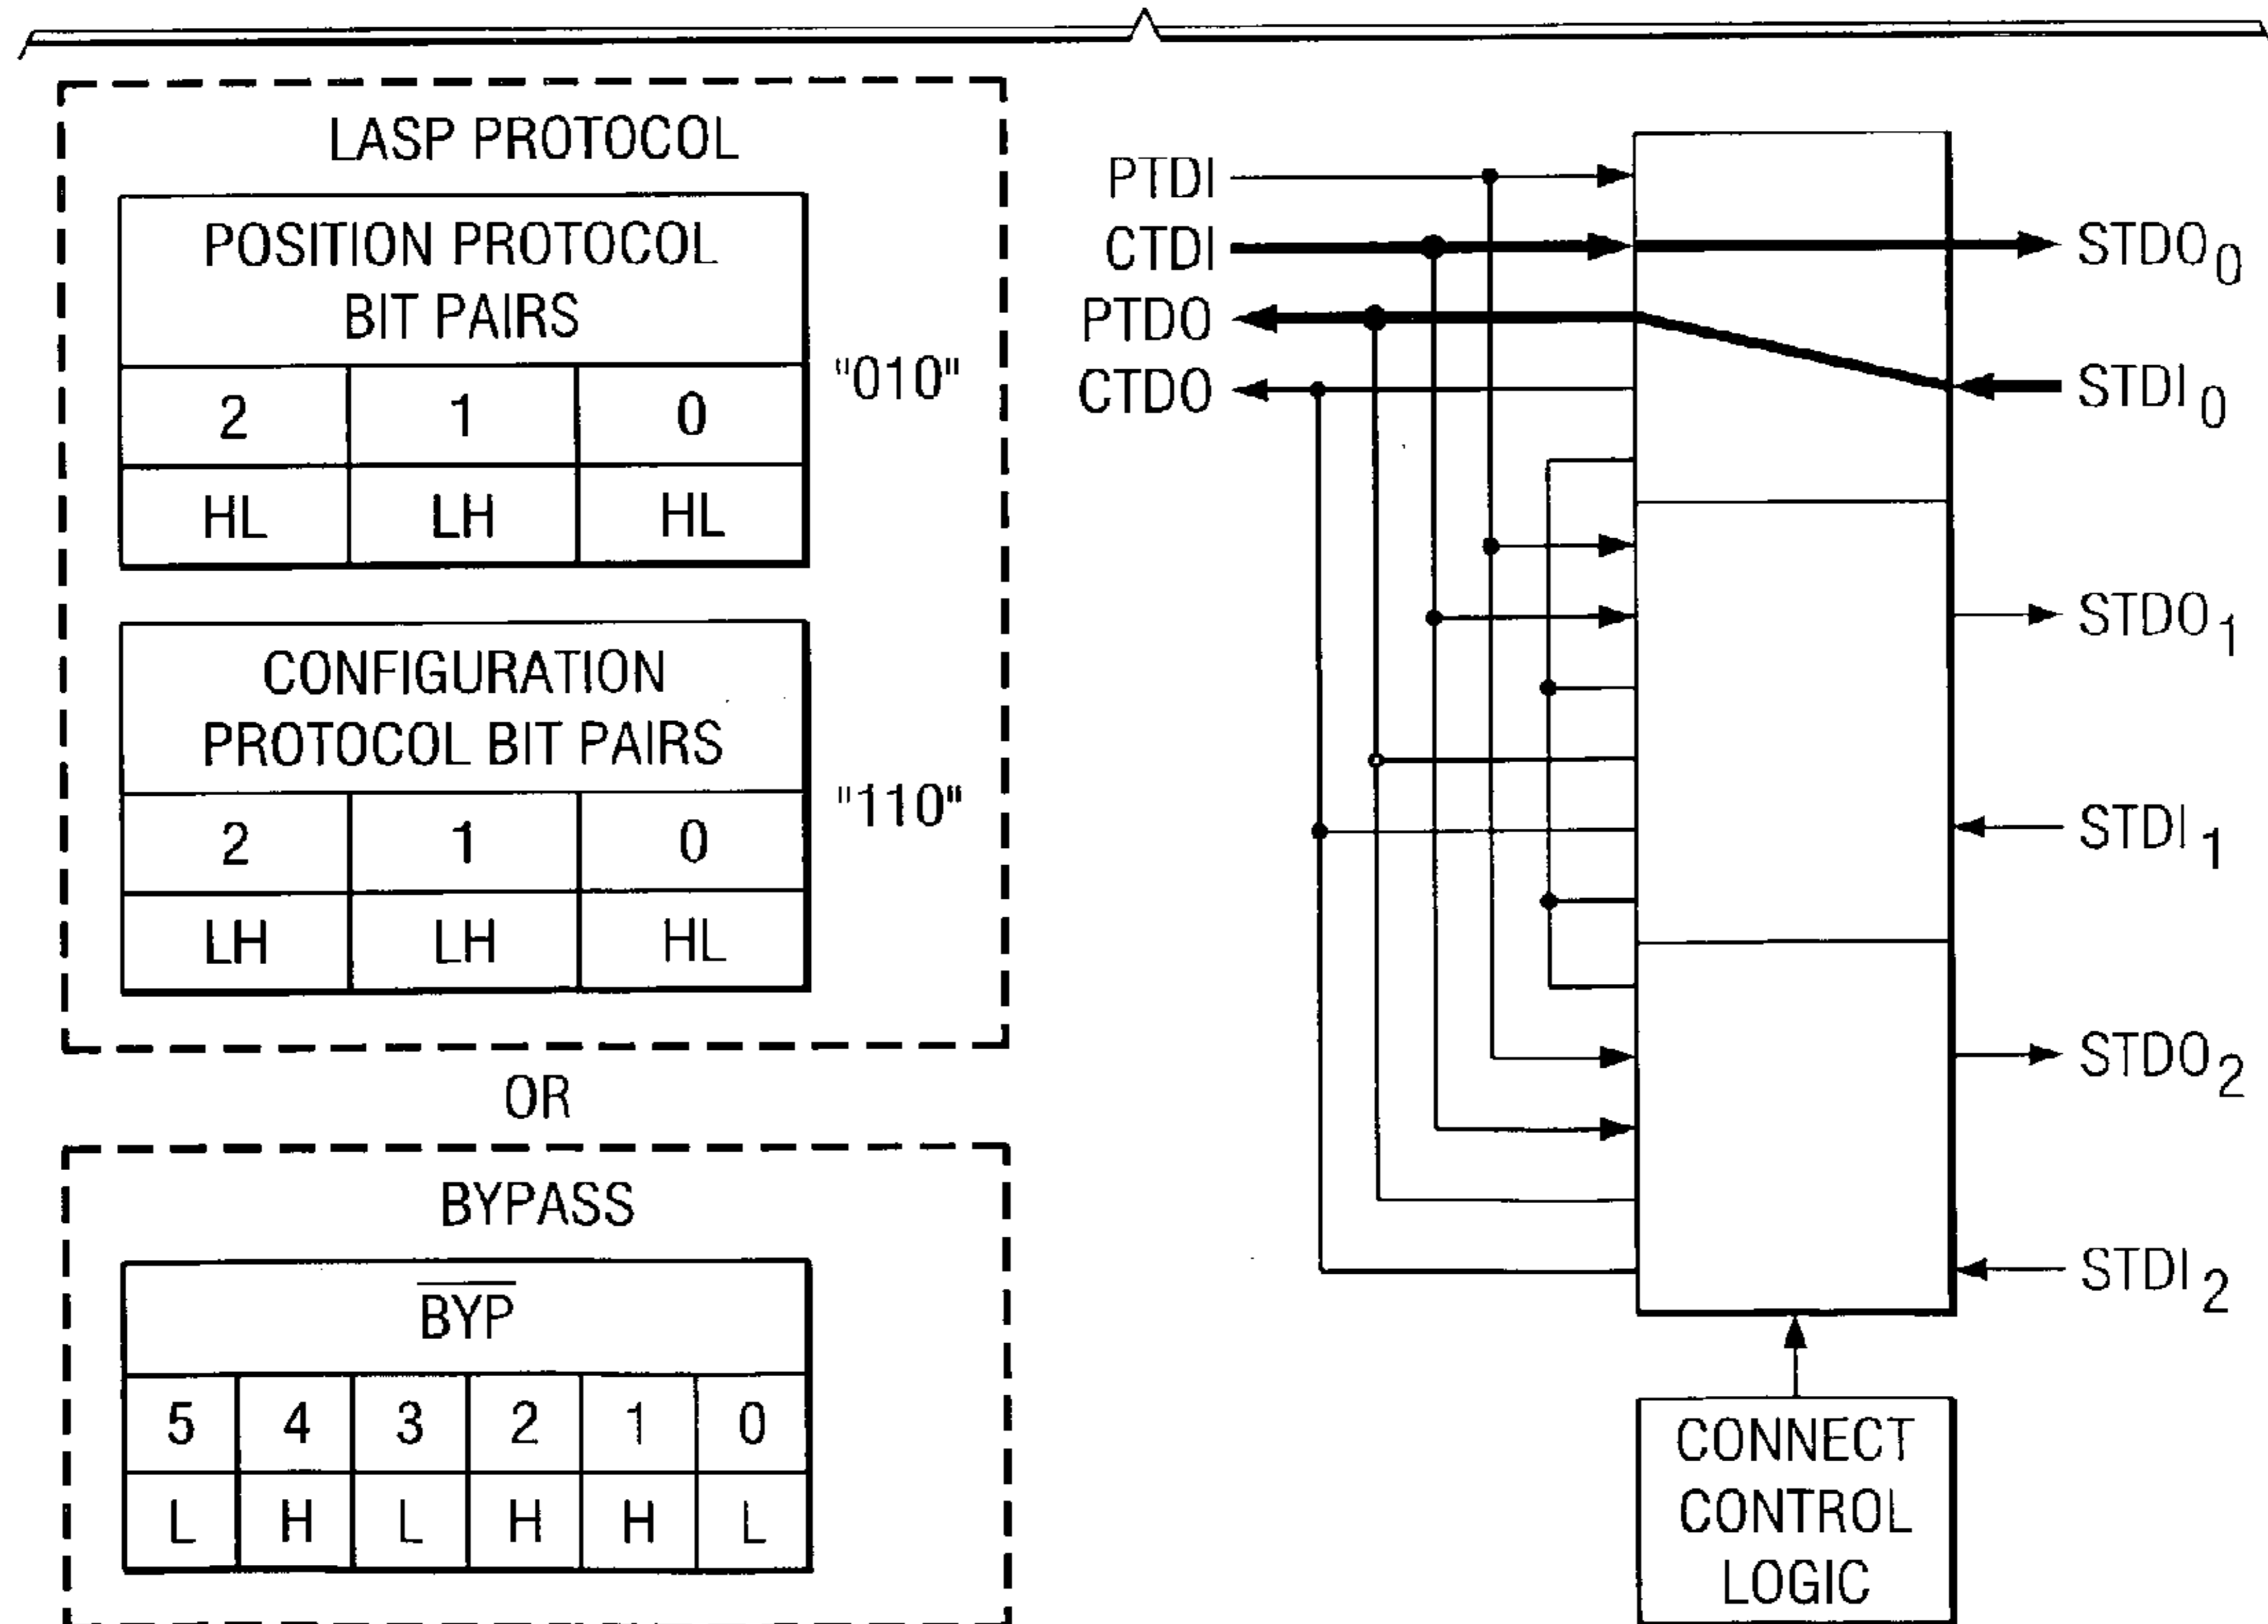 LASP PROTOCOL
POSITION PROTOCOL
BIT PAIRS
2 1 0
HL LH HL
"010"
CONFIGURATION
PROTOCOL BIT PAIRS
2 1 0
LH LH HL
"110"
OR
BYPASS
BYP
5 4 3 2 1 0
L H L H H L
PTDI
CTDI
PTDO
CTDO
STDO0
STDI0
STDO1
STDI1
STDO2
STDI2
CONNECT
CONTROL
LOGIC